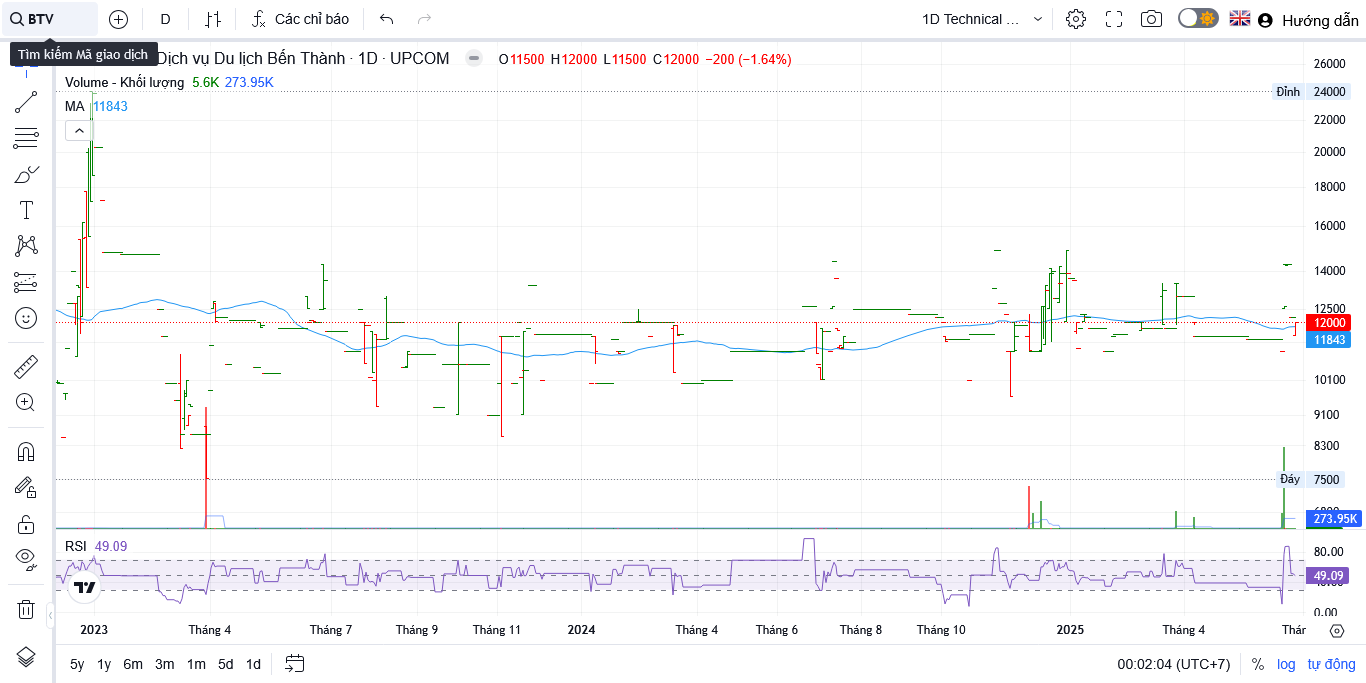 BTV
D
Các chỉ báo
1D Technical ...
Hướng dẫn
Tìm kiếm Mã giao dịch
Dịch vụ Du lịch Bến Thành · 1D · UPCOM
O11500 H12000 L11500 C12000 −200 (−1.64%)
Volume - Khối lượng 5.6K 273.95K
MA 11843
26000
Đỉnh 24000
22000
20000
18000
16000
14000
12500
12000
11843
10100
9100
8300
Đáy 7500
273.95K
RSI 49.09
80.00
49.09
0.00
2023 Tháng 4 Tháng 7 Tháng 9 Tháng 11 2024 Tháng 4 Tháng 6 Tháng 8 Tháng 10 2025 Tháng 4 Thán
5y 1y 6m 3m 1m 5d 1d
00:02:04 (UTC+7) % log tự động